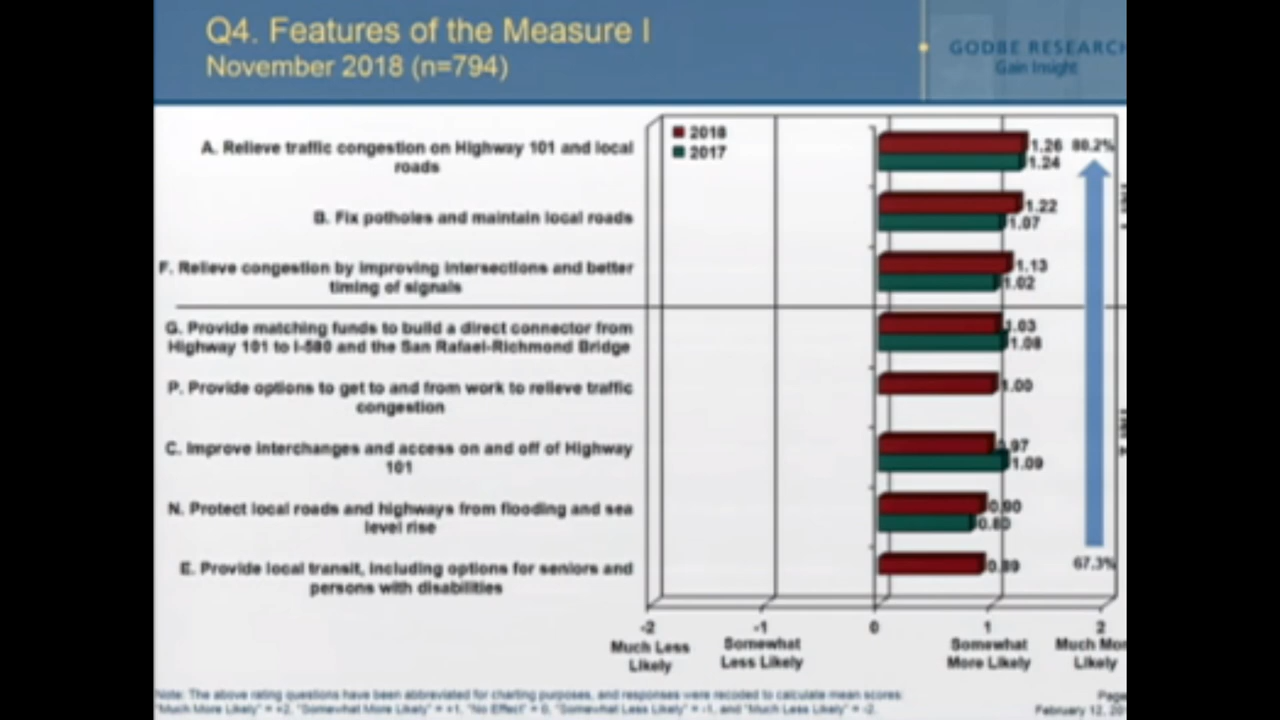 Q4. Features of the Measure I
November 2018 (n=794)
GODBE RESEARCH
Gain Insight
2018
2017
A. Relieve traffic congestion on Highway 101 and local
roads
1.26
80.2%
1.24
B. Fix potholes and maintain local roads
1.22
1.07
F. Relieve congestion by improving intersections and better
timing of signals
1.13
1.02
G. Provide matching funds to build a direct connector from
Highway 101 to I-580 and the San Rafael-Richmond Bridge
1.03
1.08
P. Provide options to get to and from work to relieve traffic
congestion
1.00
C. Improve interchanges and access on and off of Highway
101
0.97
1.09
N. Protect local roads and highways from flooding and sea
level rise
0.90
0.80
E. Provide local transit, including options for seniors and
persons with disabilities
0.89
67.3%
-2 -1 0 1 2
Much Less
Likely
Somewhat
Less Likely
Somewhat
More Likely
Much Mor
Likely
Note: The above rating questions have been abbreviated for charting purposes, and responses were recoded to calculate mean scores:
"Much More Likely" = +2, "Somewhat More Likely" = +1, "No Effect" = 0, "Somewhat Less Likely" = -1, and "Much Less Likely" = -2.
Page
February 12, 20